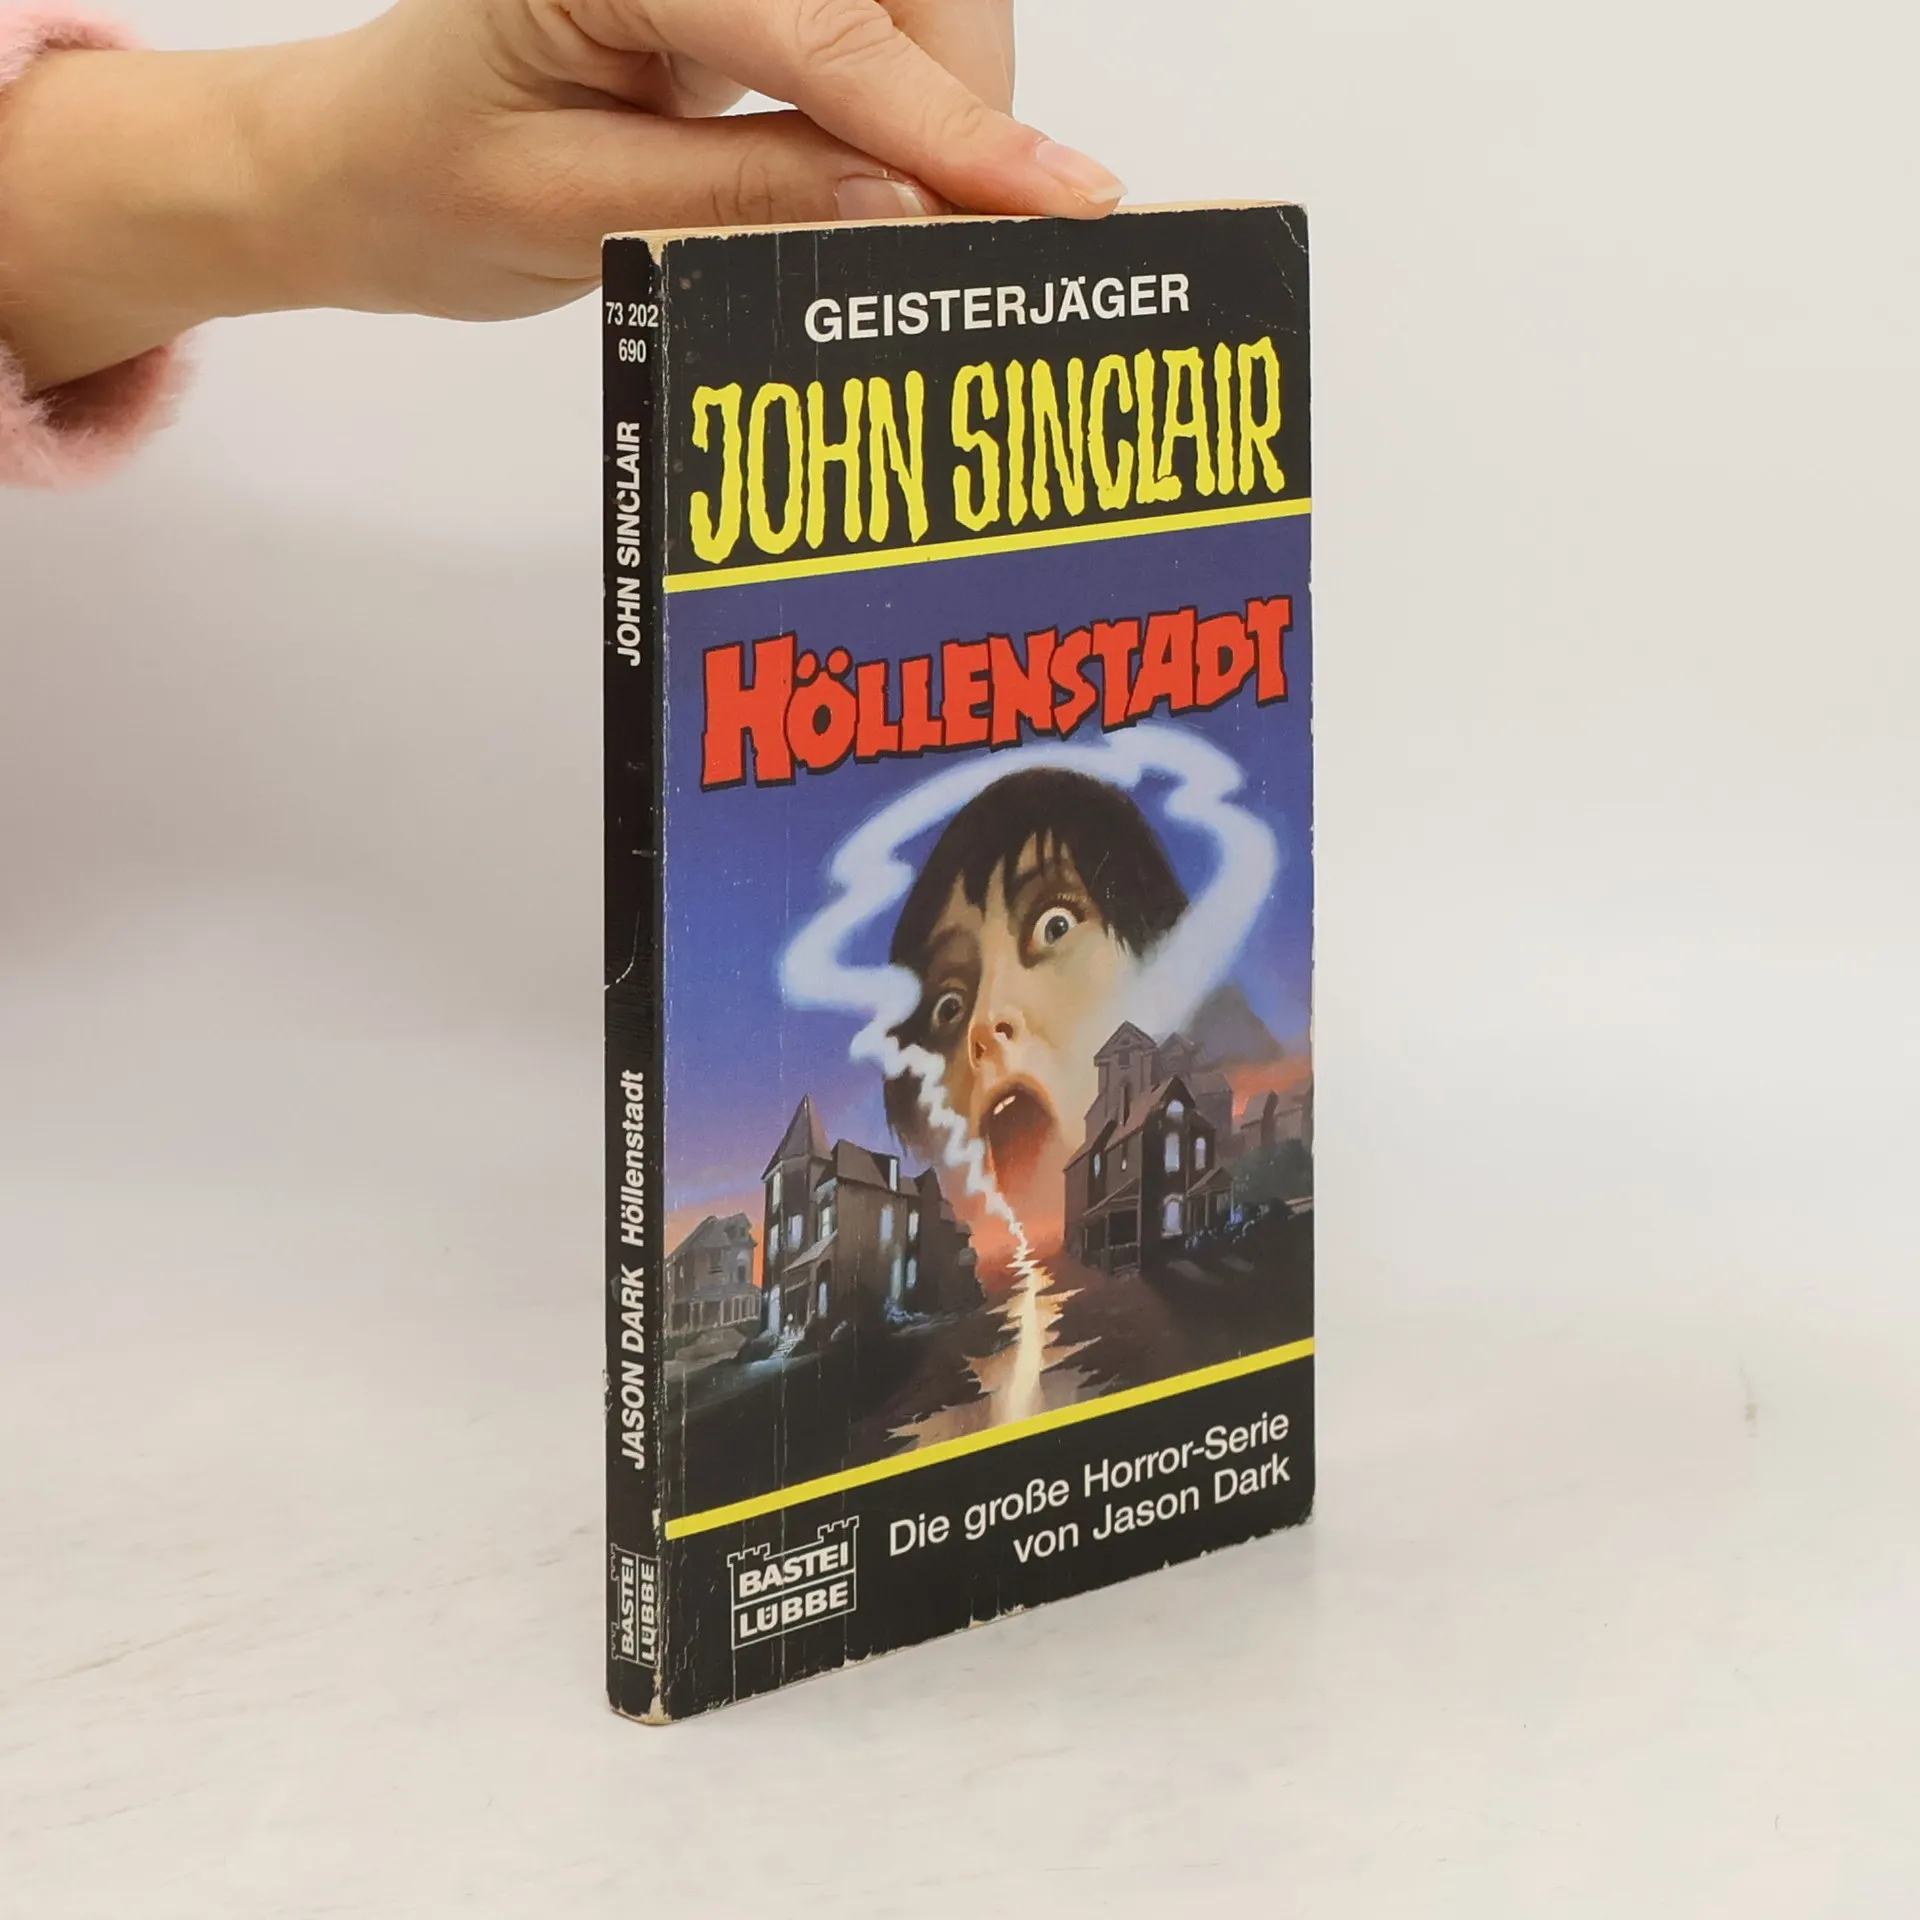 73 202
690
JOHN SINCLAIR
JASON DARK Höllenstadt
BASTEI
LÜBBE
GEISTERJÄGER
JOHN SINCLAIR
HÖLLENSTADT
Die große Horror-Serie
von Jason Dark
BASTEI
LÜBBE